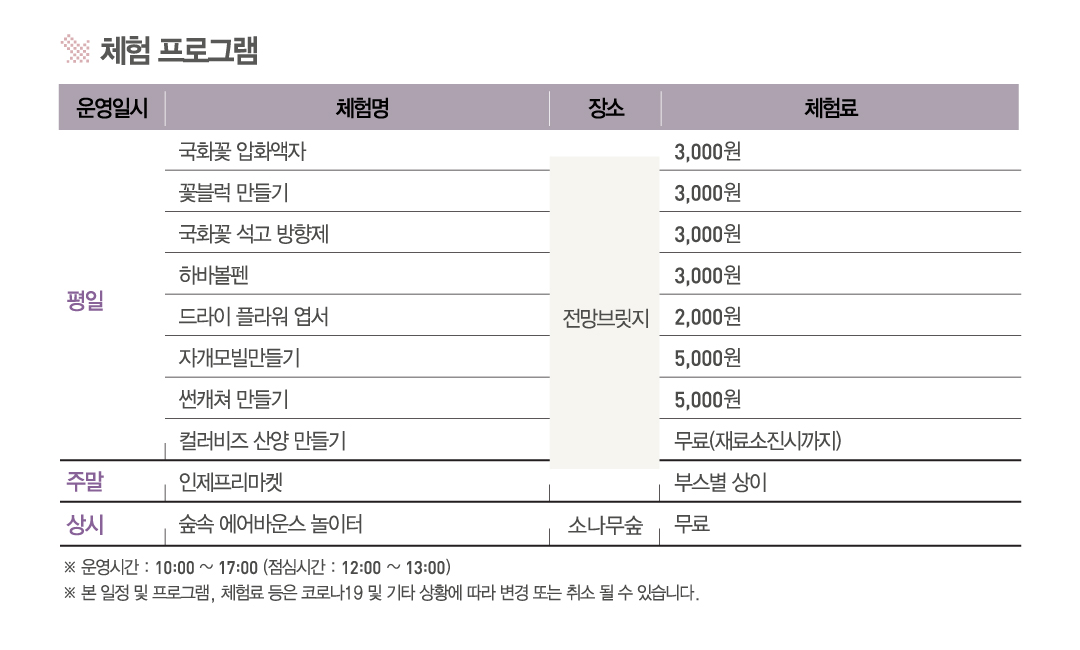 체험 프로그램
운영일시 체험명 장소 체험료
국화꽃 압화액자 3,000원
꽃블럭 만들기 3,000원
국화꽃 석고 방향제 3,000원
하바볼펜 3,000원
평일
드라이 플라워 엽서 전망브릿지 2,000원
자개모빌만들기 5,000원
썬캐쳐 만들기 5,000원
컬러비즈 산양 만들기 무료(재료소진시까지)
주말 인제프리마켓 부스별 상이
상시 숲속 에어바운스 놀이터 소나무숲 무료
※ 운영시간 : 10:00 ~ 17:00 (점심시간 : 12:00 ~ 13:00)
※ 본 일정 및 프로그램, 체험료 등은 코로나19 및 기타 상황에 따라 변경 또는 취소 될 수 있습니다.